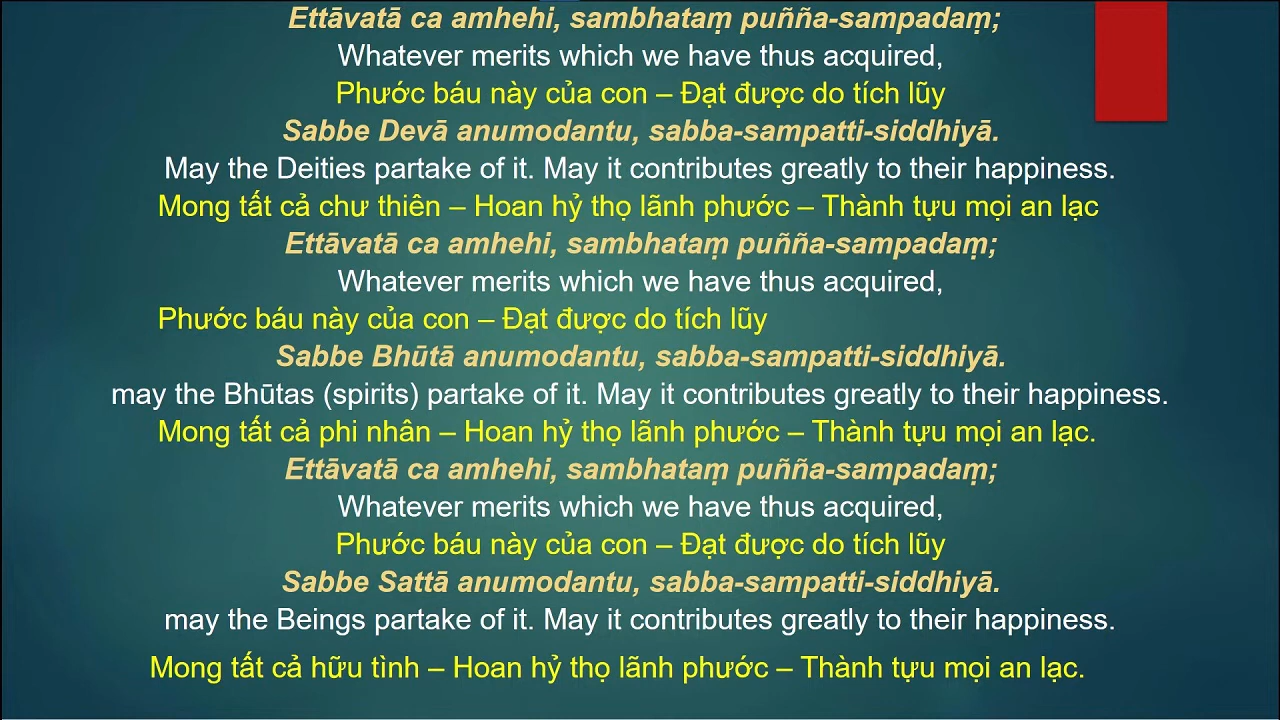 Ettāvatā ca amhehi, sambhataṃ puñña-sampadaṃ;
Whatever merits which we have thus acquired,
Phước báu này của con – Đạt được do tích lũy
Sabbe Devā anumodantu, sabba-sampatti-siddhiyā.
May the Deities partake of it. May it contributes greatly to their happiness.
Mong tất cả chư thiên – Hoan hỷ thọ lãnh phước – Thành tựu mọi an lạc
Ettāvatā ca amhehi, sambhataṃ puñña-sampadaṃ;
Whatever merits which we have thus acquired,
Phước báu này của con – Đạt được do tích lũy
Sabbe Bhūtā anumodantu, sabba-sampatti-siddhiyā.
may the Bhūtas (spirits) partake of it. May it contributes greatly to their happiness.
Mong tất cả phi nhân – Hoan hỷ thọ lãnh phước – Thành tựu mọi an lạc.
Ettāvatā ca amhehi, sambhataṃ puñña-sampadaṃ;
Whatever merits which we have thus acquired,
Phước báu này của con – Đạt được do tích lũy
Sabbe Sattā anumodantu, sabba-sampatti-siddhiyā.
may the Beings partake of it. May it contributes greatly to their happiness.
Mong tất cả hữu tình – Hoan hỷ thọ lãnh phước – Thành tựu mọi an lạc.